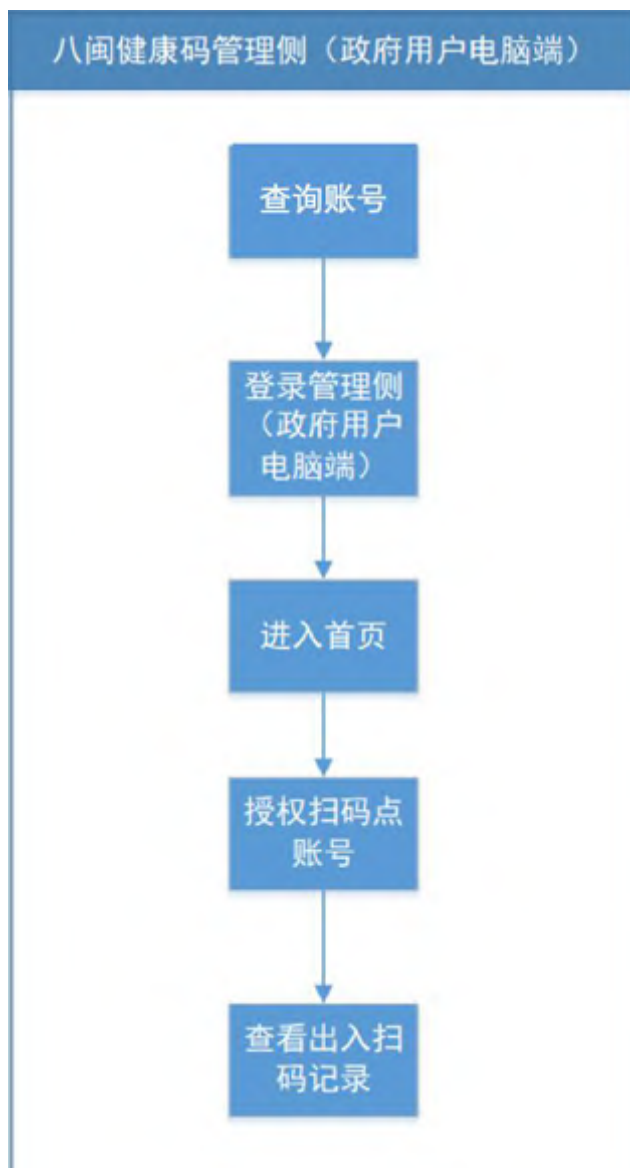 八闽健康码管理侧（政府用户电脑端）
查询账号
登录管理侧
（政府用户
电脑端）
进入首页
授权扫码点
账号
查看出入扫
码记录